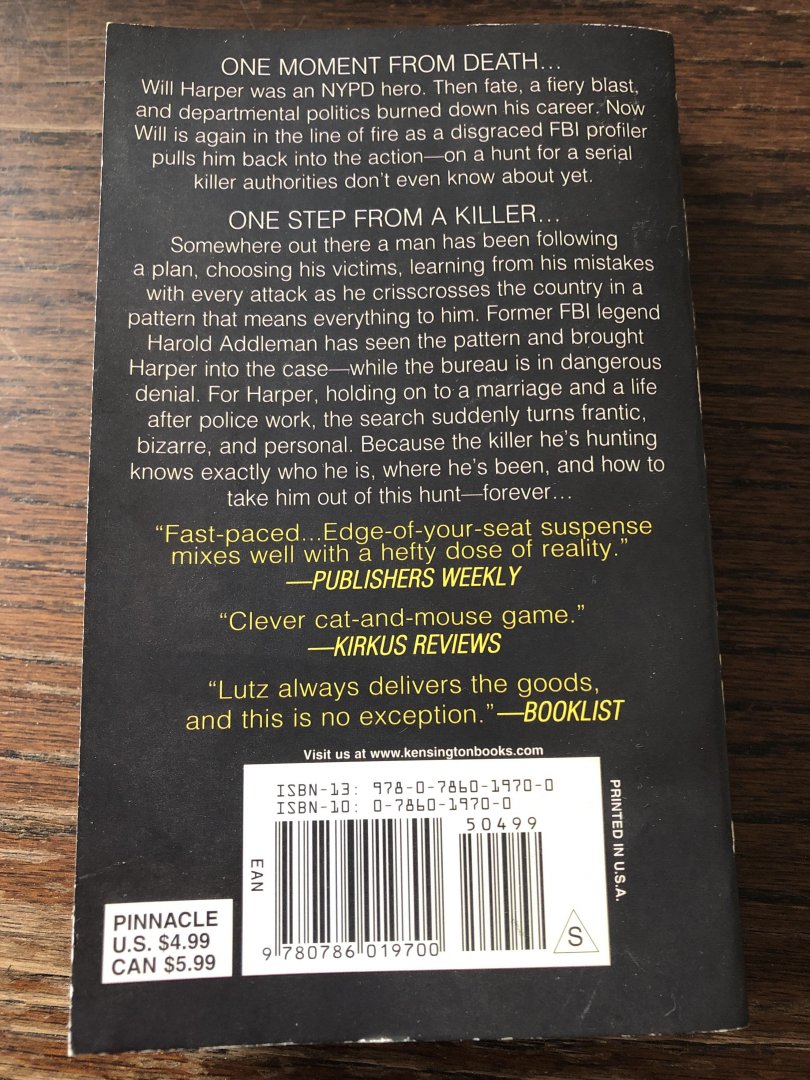 ONE MOMENT FROM DEATH...
Will Harper was an NYPD hero. Then fate, a fiery blast,
and departmental politics burned down his career. Now
Will is again in the line of fire as a disgraced FBI profiler
pulls him back into the action—on a hunt for a serial
killer authorities don't even know about yet.
ONE STEP FROM A KILLER...
Somewhere out there a man has been following
a plan, choosing his victims, learning from his mistakes
with every attack as he crisscrosses the country in a
pattern that means everything to him. Former FBI legend
Harold Addleman has seen the pattern and brought
Harper into the case—while the bureau is in dangerous
denial. For Harper, holding on to a marriage and a life
after police work, the search suddenly turns frantic,
bizarre, and personal. Because the killer he's hunting
knows exactly who he is, where he's been, and how to
take him out of this hunt—forever...
“Fast-paced...Edge-of-your-seat suspense
mixes well with a hefty dose of reality.”
—PUBLISHERS WEEKLY
“Clever cat-and-mouse game.”
—KIRKUS REVIEWS
“Lutz always delivers the goods,
and this is no exception.”—BOOKLIST
Visit us at www.kensingtonbooks.com
ISBN-13: 978-0-7860-1970-0
ISBN-10: 0-7860-1970-0
50499
EAN
PRINTED IN U.S.A.
S
9 780786 019700
PINNACLE
U.S. $4.99
CAN $5.99